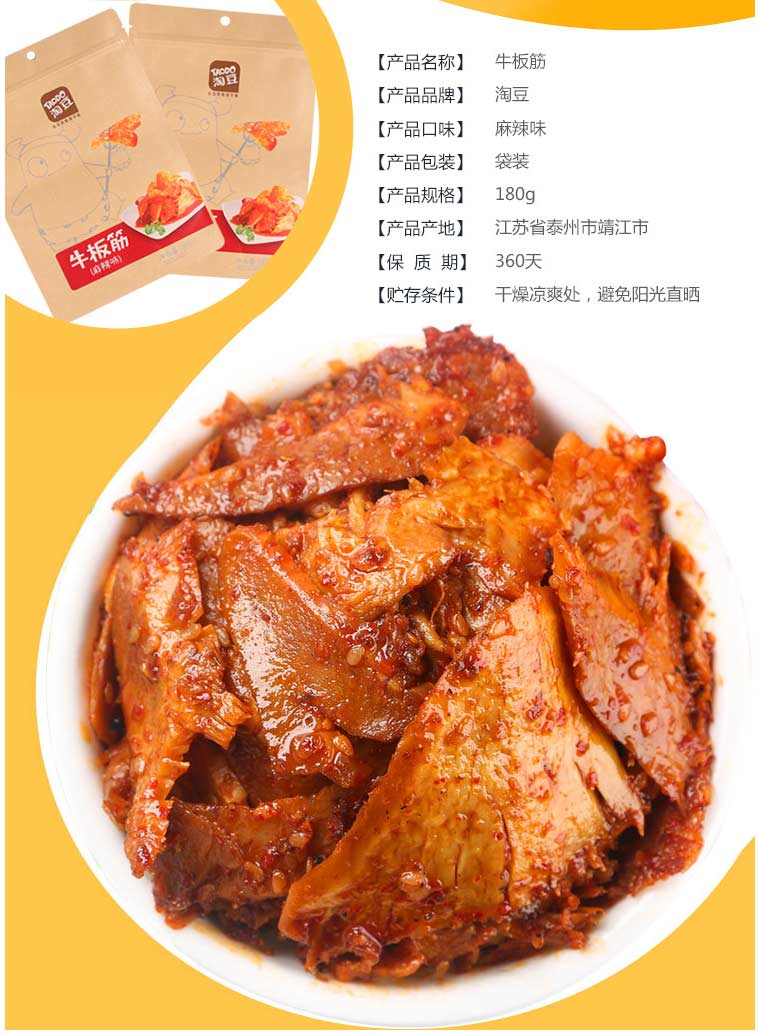 TAODO
淘豆
牛板筋
(麻辣味)
TAODO
淘豆
【产品名称】 牛板筋
【产品品牌】 淘豆
【产品口味】 麻辣味
【产品包装】 袋装
【产品规格】 180g
【产品产地】 江苏省泰州市靖江市
【保 质 期】 360天
【贮存条件】 干燥凉爽处，避免阳光直晒